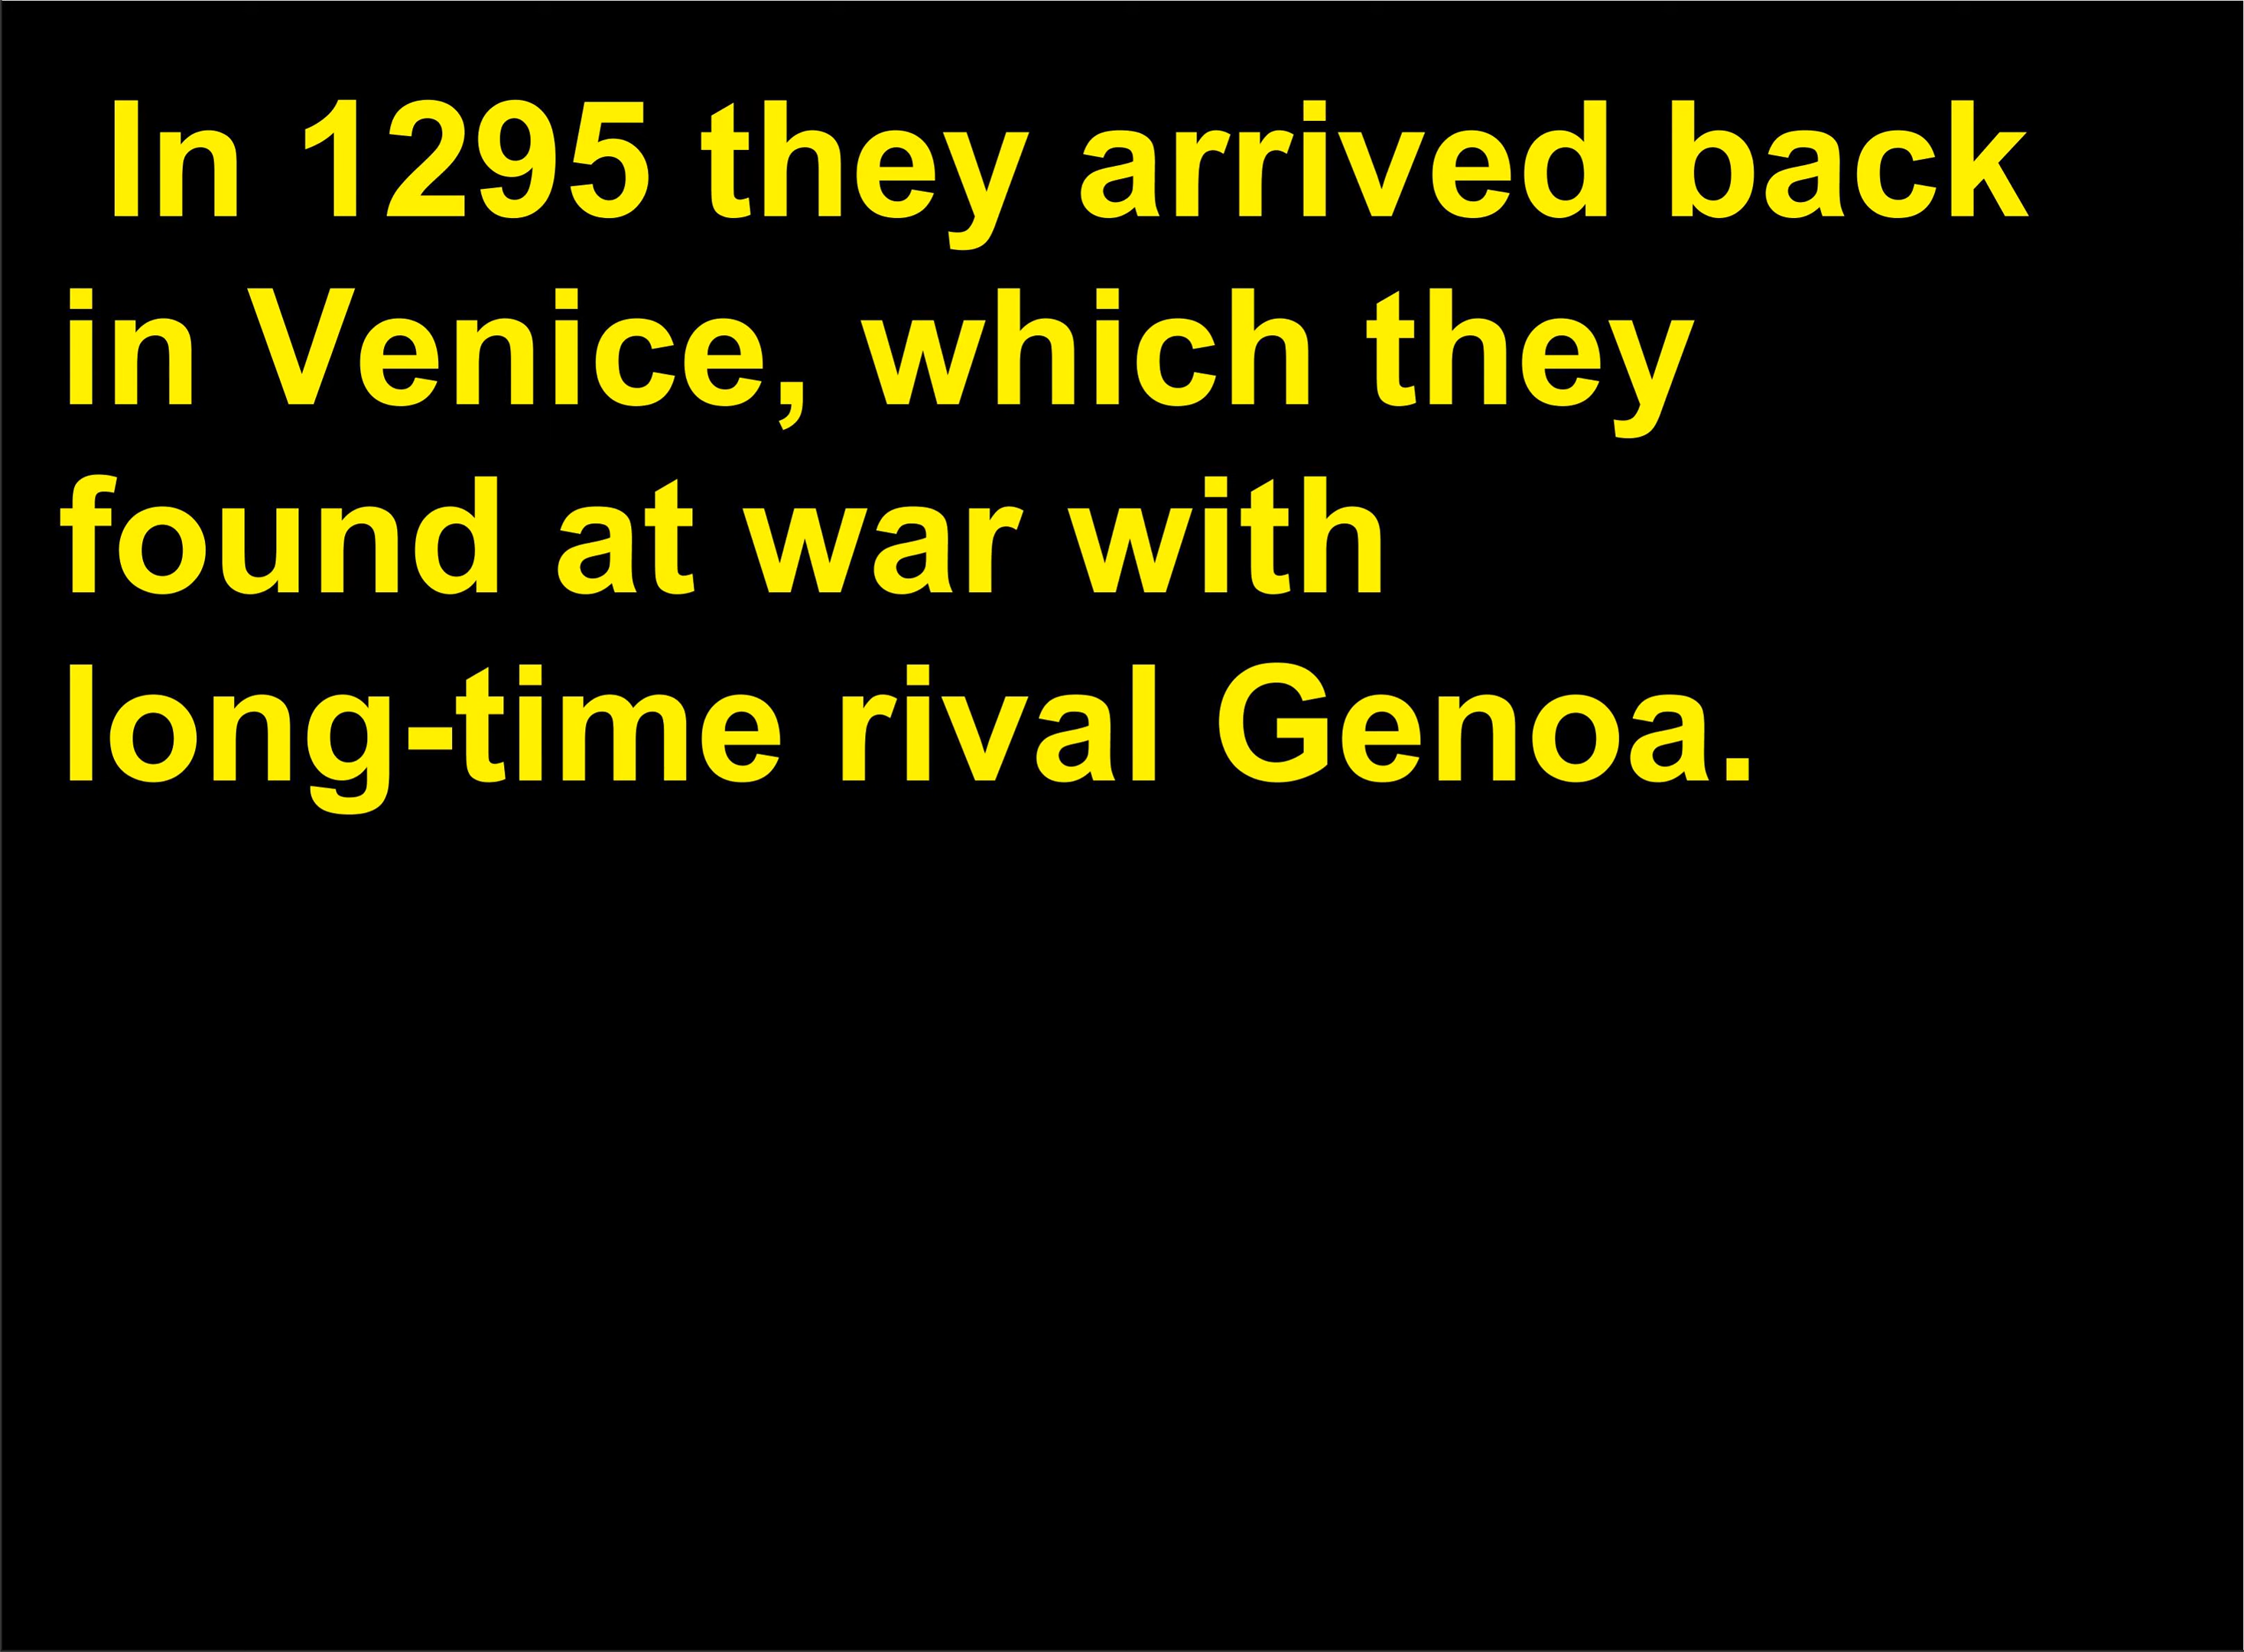 In 1295 they arrived back
in Venice, which they
found at war with
long-time rival Genoa.